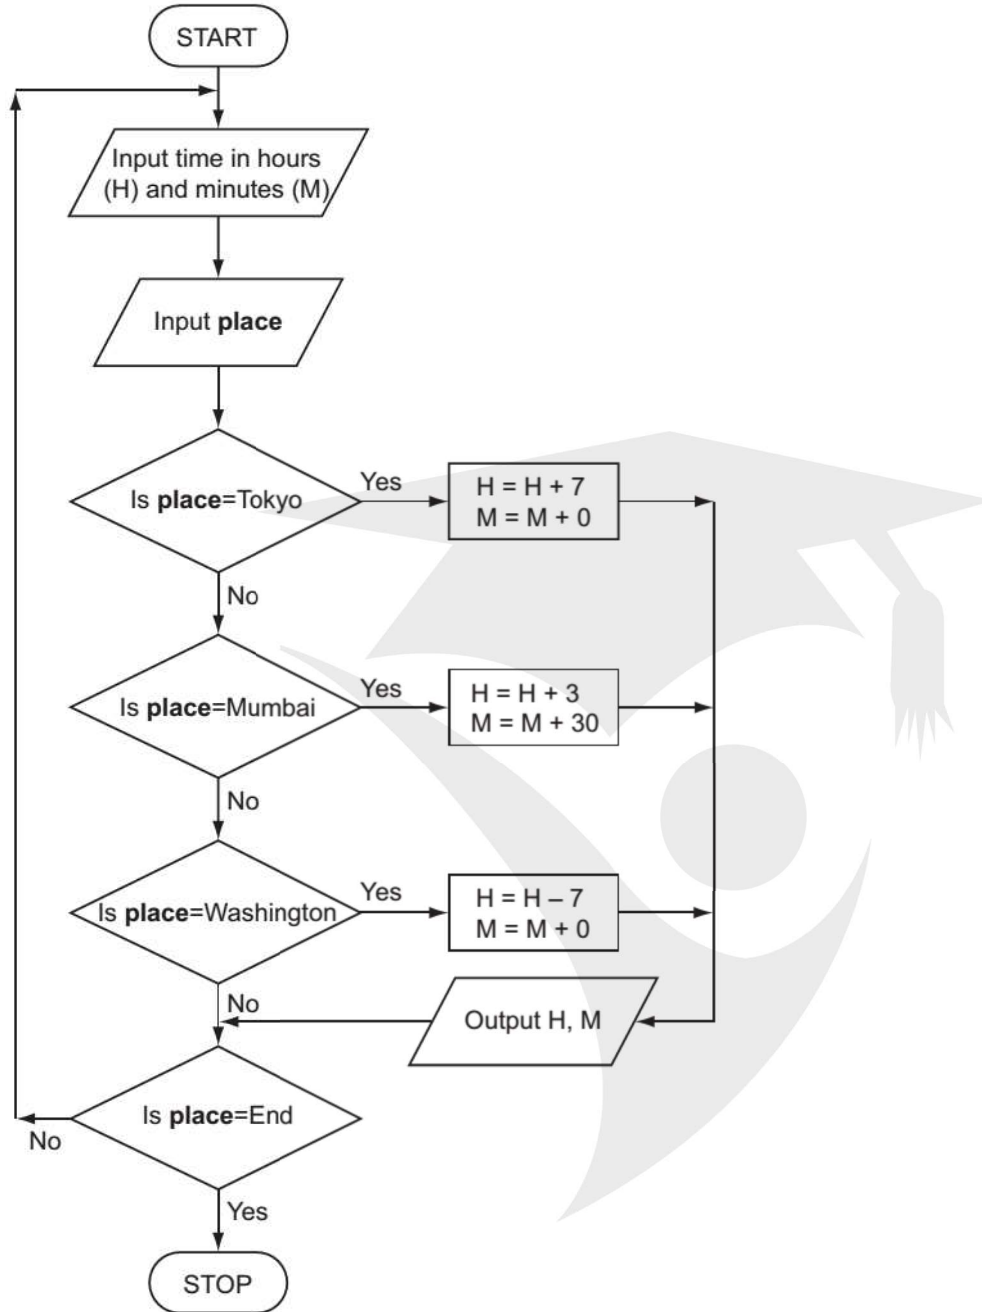 START
Input time in hours
(H) and minutes (M)
Input place
Is place=Tokyo
Yes
H = H + 7
M = M + 0
No
Is place=Mumbai
Yes
H = H + 3
M = M + 30
No
Is place=Washington
Yes
H = H – 7
M = M + 0
No
Output H, M
Is place=End
No
Yes
STOP